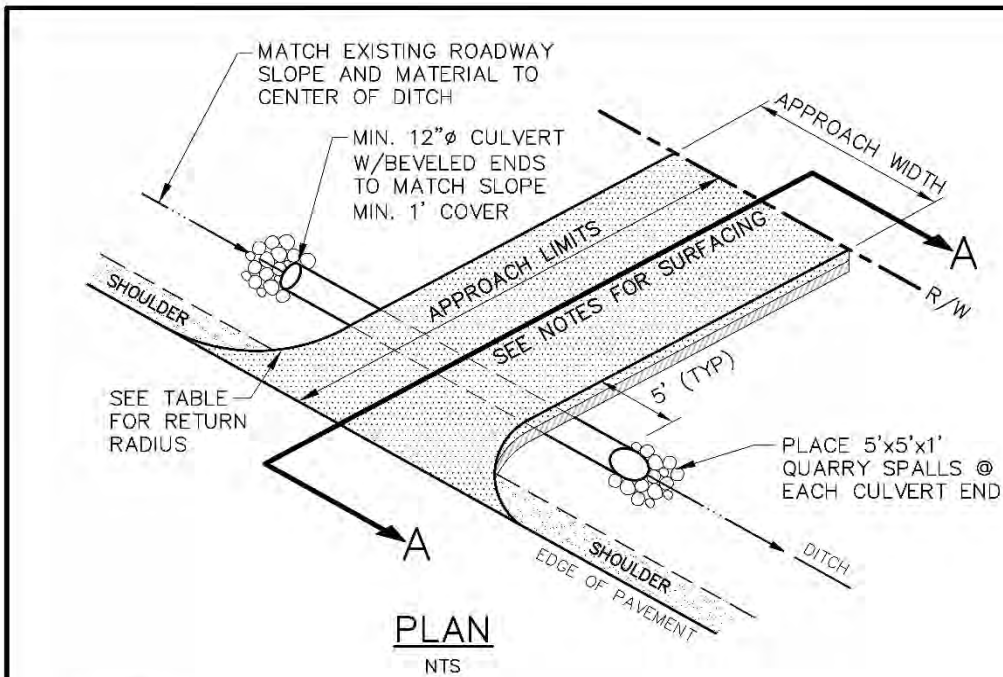 MATCH EXISTING ROADWAY
SLOPE AND MATERIAL TO
CENTER OF DITCH
MIN. 12"ø CULVERT
W/BEVELED ENDS
TO MATCH SLOPE
MIN. 1' COVER
APPROACH WIDTH
A
R/W
APPROACH LIMITS
SEE NOTES FOR SURFACING
SHOULDER
5' (TYP)
SEE TABLE
FOR RETURN
RADIUS
PLACE 5'x5'x1'
QUARRY SPALLS @
EACH CULVERT END
A
DITCH
SHOULDER
EDGE OF PAVEMENT
PLAN
NTS